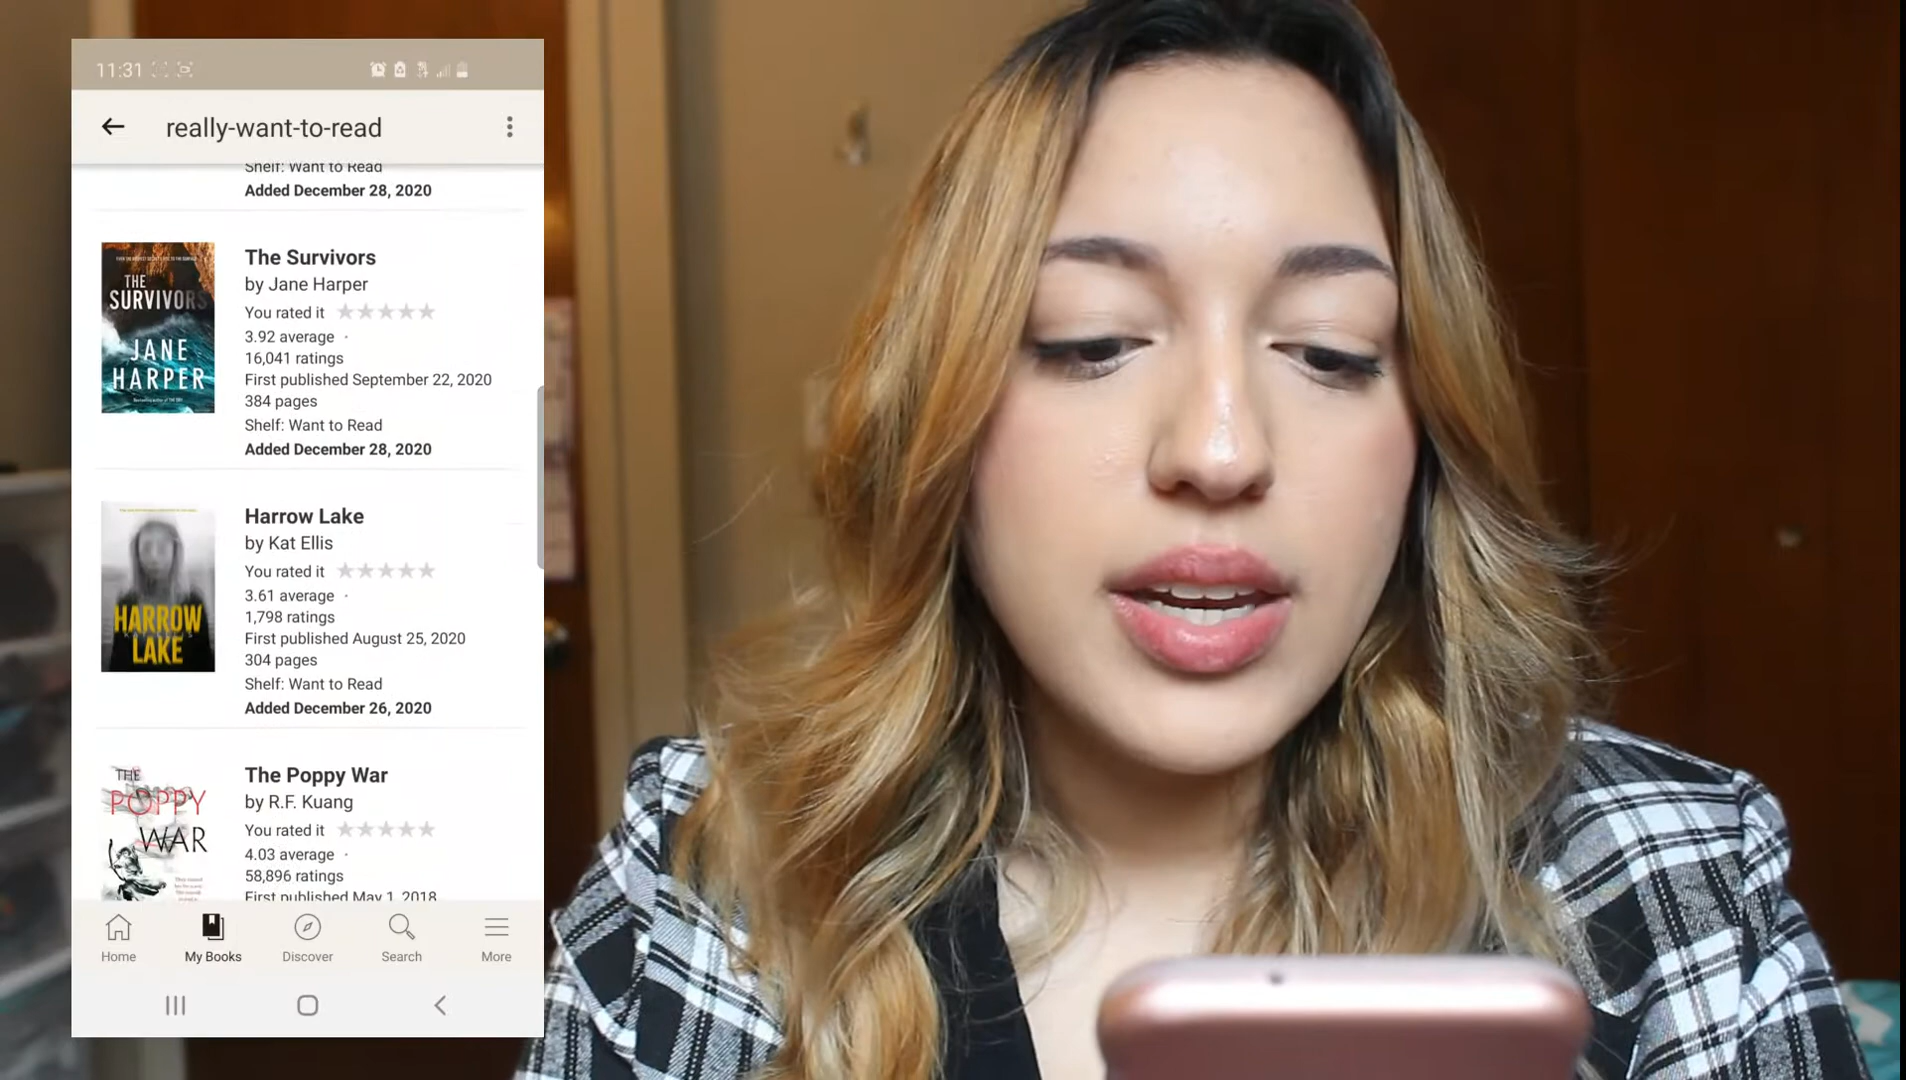 11:31
really-want-to-read
Shelf: Want to Read
Added December 28, 2020
THE
SURVIVORS
JANE
HARPER
The Survivors
by Jane Harper
You rated it
3.92 average ·
16,041 ratings
First published September 22, 2020
384 pages
Shelf: Want to Read
Added December 28, 2020
HARROW
LAKE
Harrow Lake
by Kat Ellis
You rated it
3.61 average ·
1,798 ratings
First published August 25, 2020
304 pages
Shelf: Want to Read
Added December 26, 2020
THE
POPPY
WAR
The Poppy War
by R.F. Kuang
You rated it
4.03 average ·
58,896 ratings
First published May 1, 2018
Home
My Books
Discover
Search
More